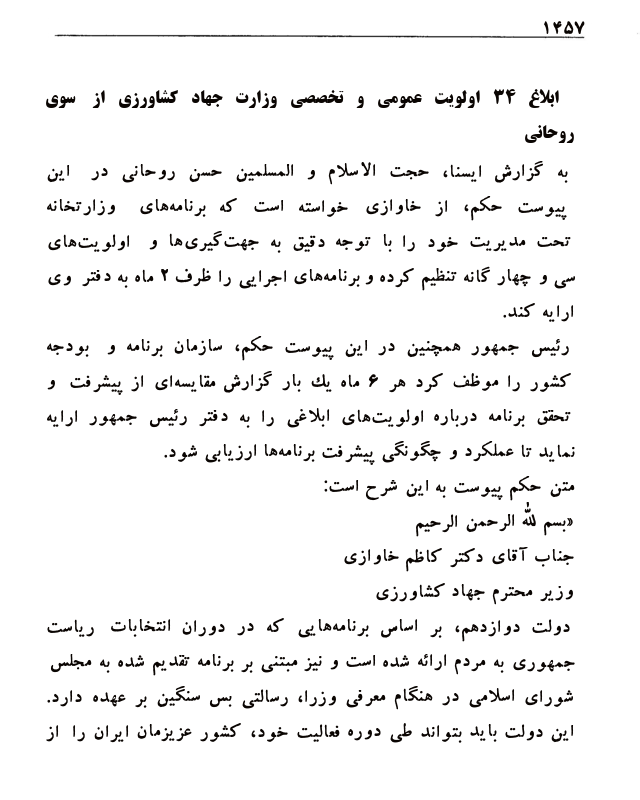 ۱۴۵۷
ابلاغ ۳۴ اولویت عمومی و تخصصی وزارت جهاد کشاورزی از سوی
روحانی
به گزارش ایسنا، حجت الاسلام و المسلمین حسن روحانی در این
پیوست حکم، از خاوازی خواسته است که برنامه‌های وزارتخانه
تحت مدیریت خود را با توجه دقیق به جهت‌گیری‌ها و اولویت‌های
سی و چهار گانه تنظیم کرده و برنامه‌های اجرایی را ظرف ۲ ماه به دفتر وی
ارایه کند.
رئیس جمهور همچنین در این پیوست حکم، سازمان برنامه و بودجه
کشور را موظف کرد هر ۶ ماه یك بار گزارش مقایسه‌ای از پیشرفت و
تحقق برنامه درباره اولویت‌های ابلاغی را به دفتر رئیس جمهور ارایه
نماید تا عملکرد و چگونگی پیشرفت برنامه‌ها ارزیابی شود.
متن حکم پیوست به این شرح است:
«بسم لله الرحمن الرحیم
جناب آقای دکتر کاظم خاوازی
وزیر محترم جهاد کشاورزی
دولت دوازدهم، بر اساس برنامه‌هایی که در دوران انتخابات ریاست
جمهوری به مردم ارائه شده است و نیز مبتنی بر برنامه تقدیم شده به مجلس
شورای اسلامی در هنگام معرفی وزرا، رسالتی بس سنگین بر عهده دارد.
این دولت باید بتواند طی دوره فعالیت خود، کشور عزیزمان ایران را از